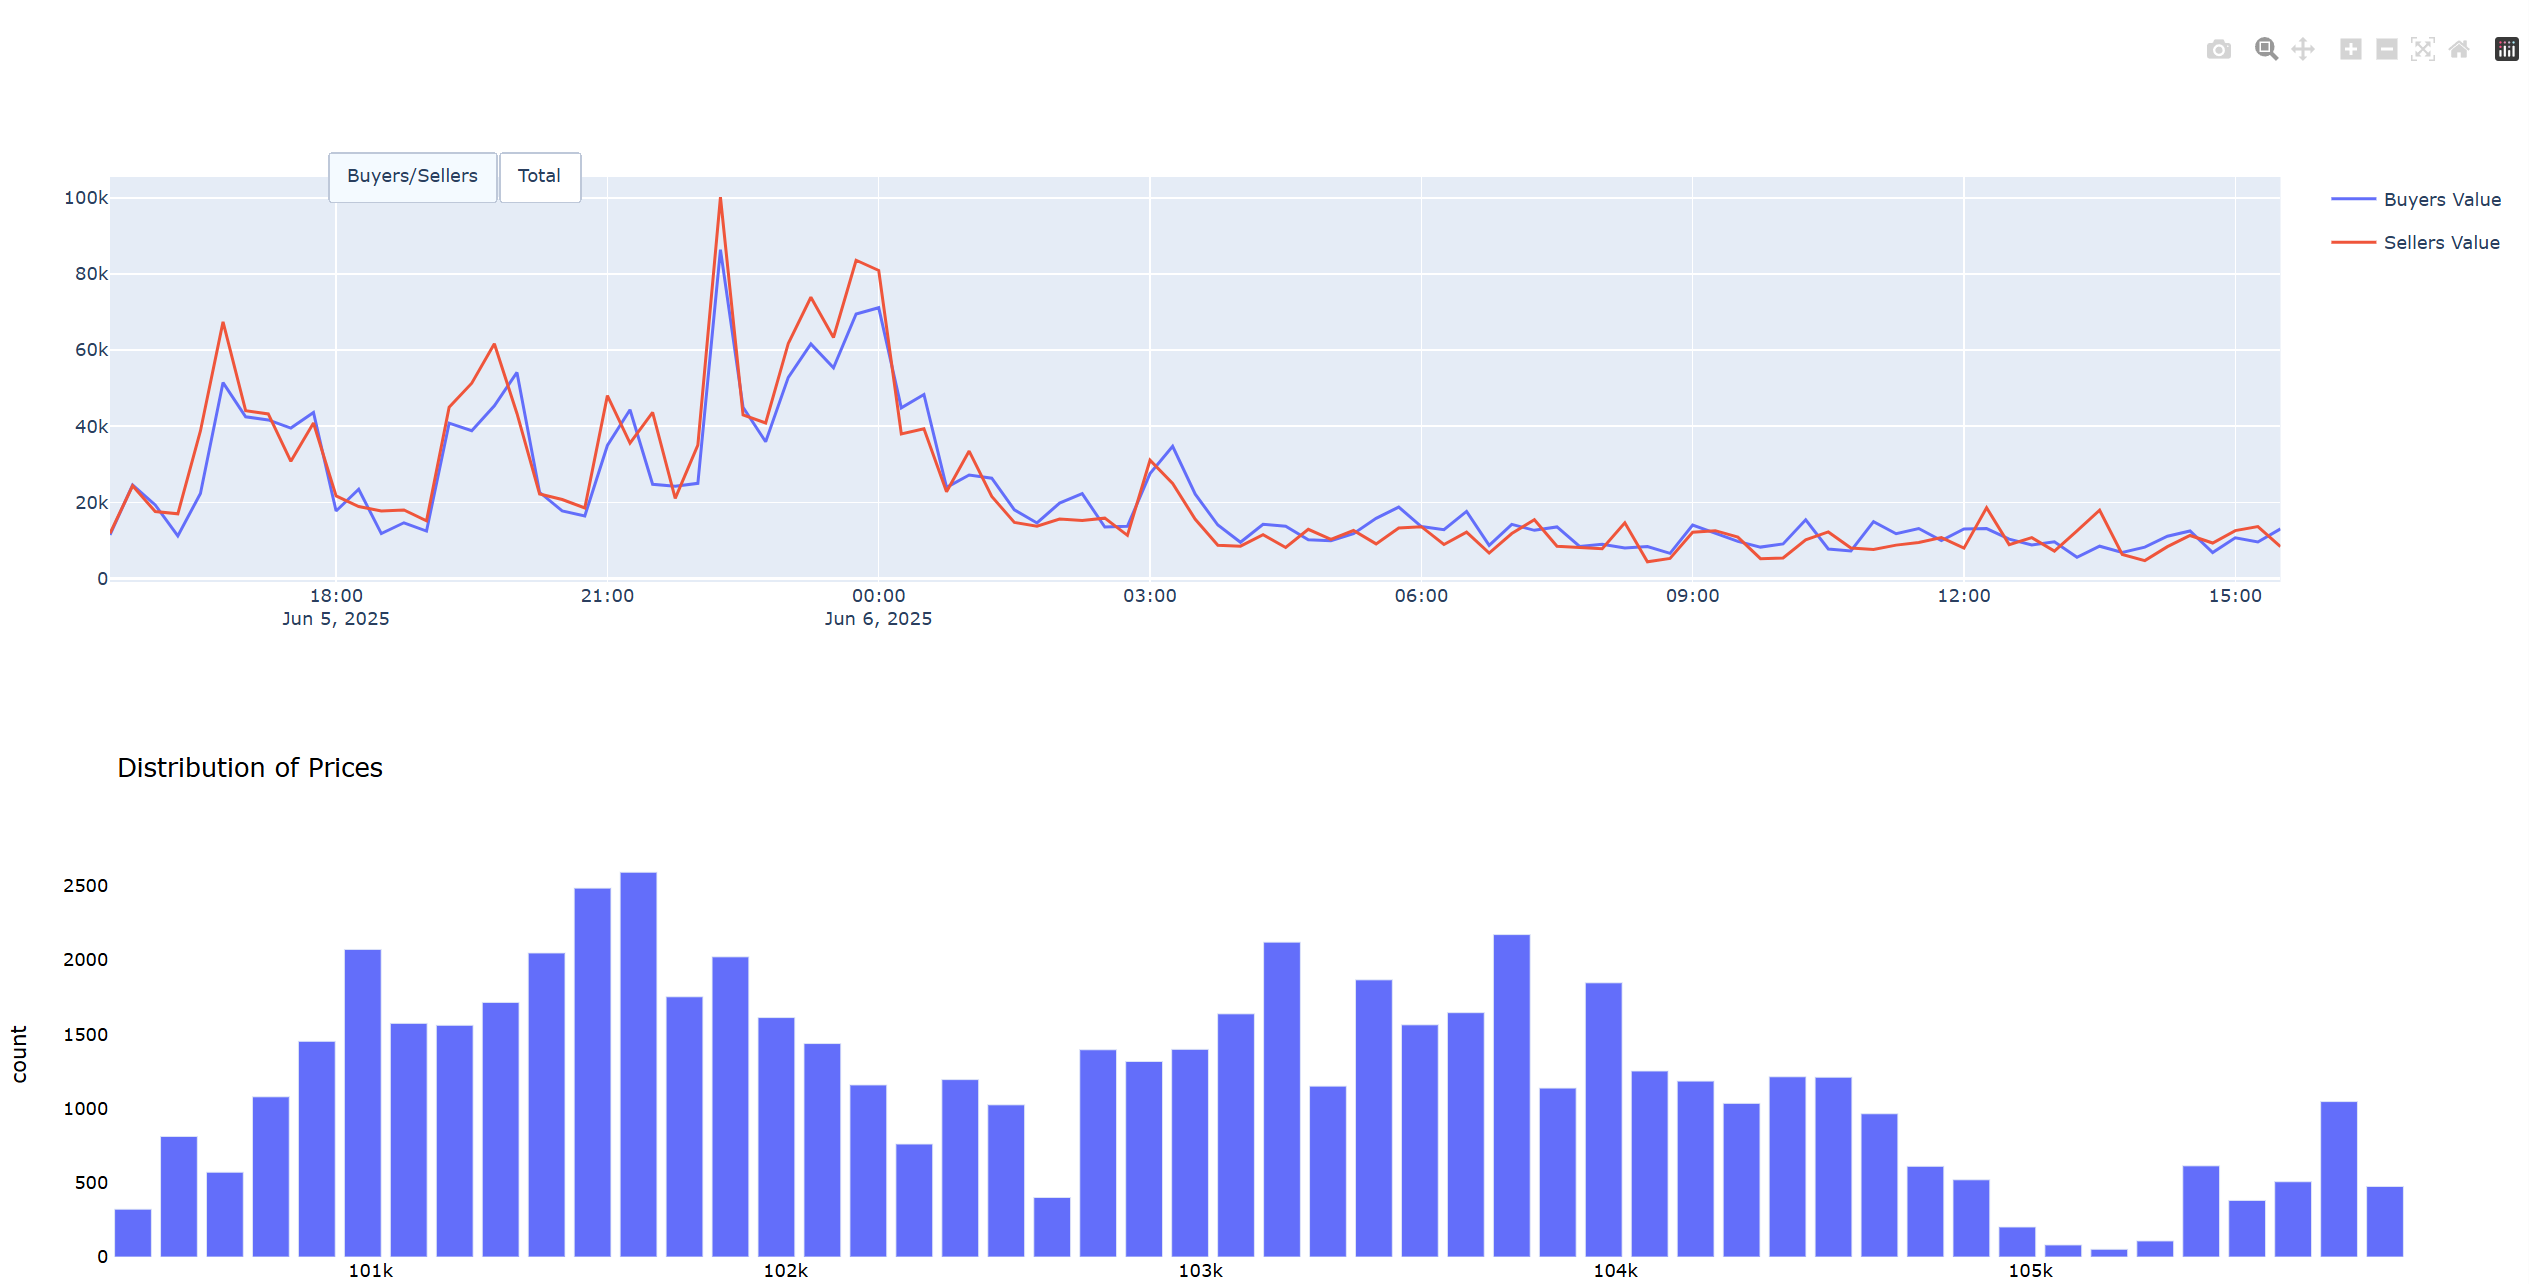 Buyers/Sellers
Total
100k
80k
60k
40k
20k
0
18:00
Jun 5, 2025
21:00
00:00
Jun 6, 2025
03:00
06:00
09:00
12:00
15:00
Buyers Value
Sellers Value
Distribution of Prices
count
2500
2000
1500
1000
500
0
101k
102k
103k
104k
105k